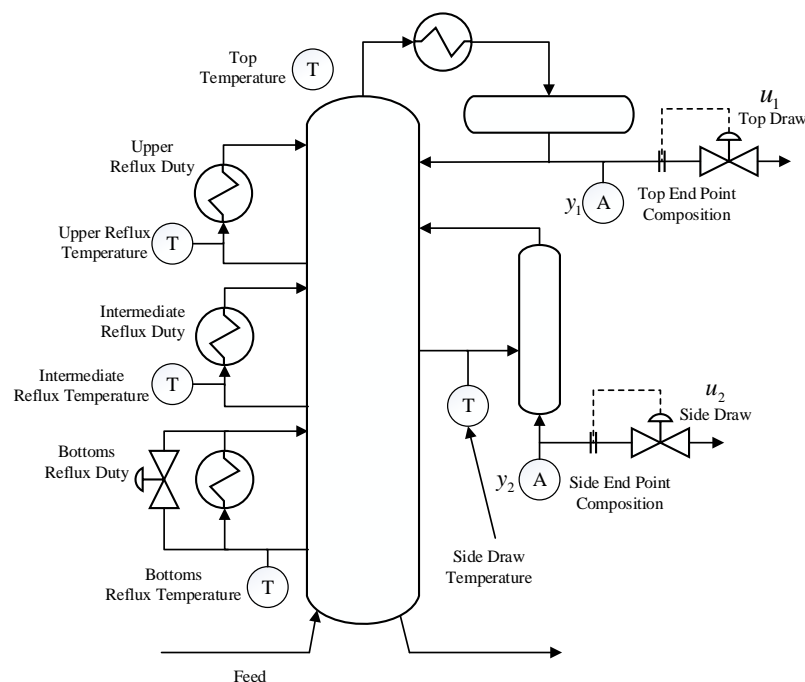 Top
Temperature
T
u1
Top Draw
Upper
Reflux Duty
y1
A
Top End Point
Composition
Upper Reflux
Temperature
T
Intermediate
Reflux Duty
Intermediate
Reflux Temperature
T
T
u2
Side Draw
Bottoms
Reflux Duty
y2
A
Side End Point
Composition
Side Draw
Temperature
Bottoms
Reflux Temperature
T
Feed